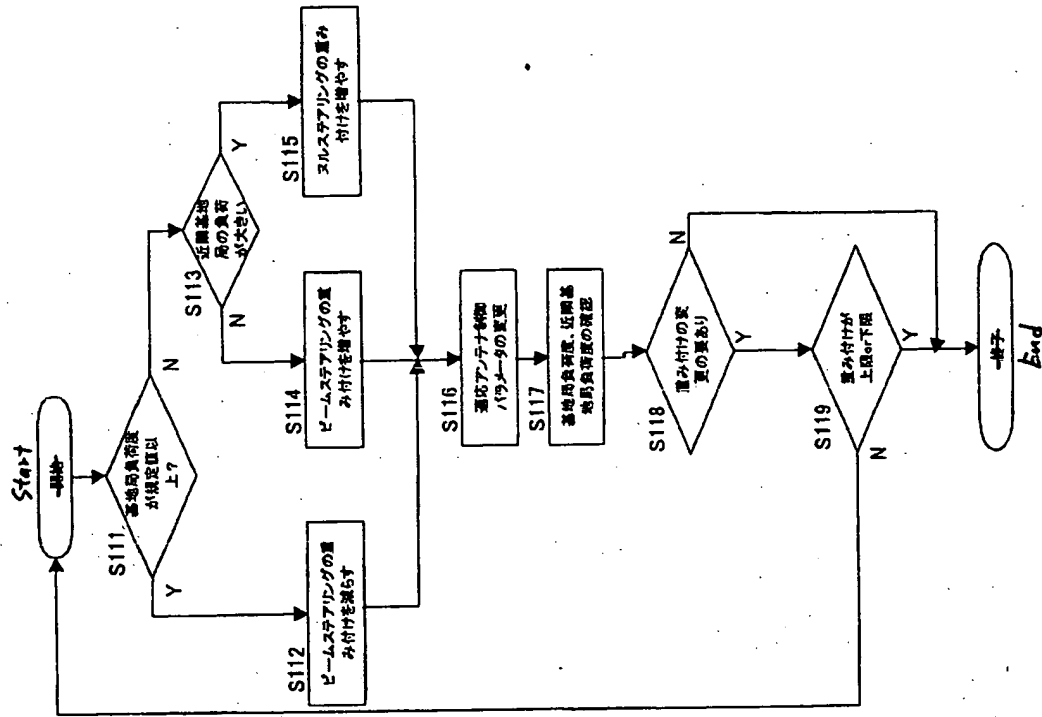 Start
開始
S111
基地局負荷度
が規定値以
上?
Y
N
S112
ビームステアリングの重
み付けを減らす
S113
近隣基地
局の負荷
が大きい
N
Y
S114
ビームステアリングの重
み付けを増やす
S115
ヌルステアリングの重み
付けを増やす
S116
適応アンテナ制御
パラメータの変更
S117
基地局負荷度、近隣基
地局負荷度の確認
S118
重み付けの変
更の要あり
N
Y
S119
重み付けが
上限or下限
N
Y
終了
End